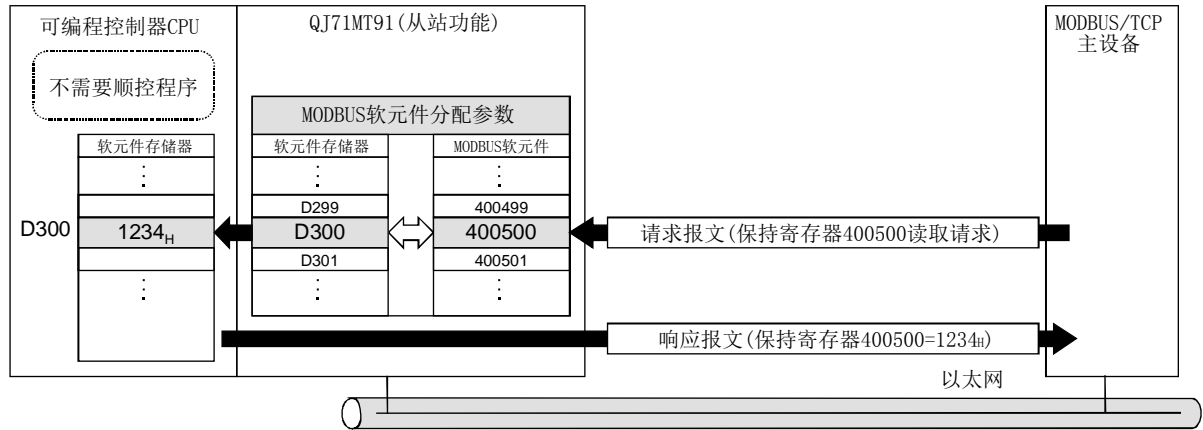 可编程控制器CPU
QJ71MT91(从站功能)
MODBUS/TCP
主设备
不需要顺控程序
MODBUS软元件分配参数
软元件存储器
软元件存储器
MODBUS软元件
D299
400499
D300
1234H
D300
400500
请求报文(保持寄存器400500读取请求)
D301
400501
响应报文(保持寄存器400500=1234H)
以太网